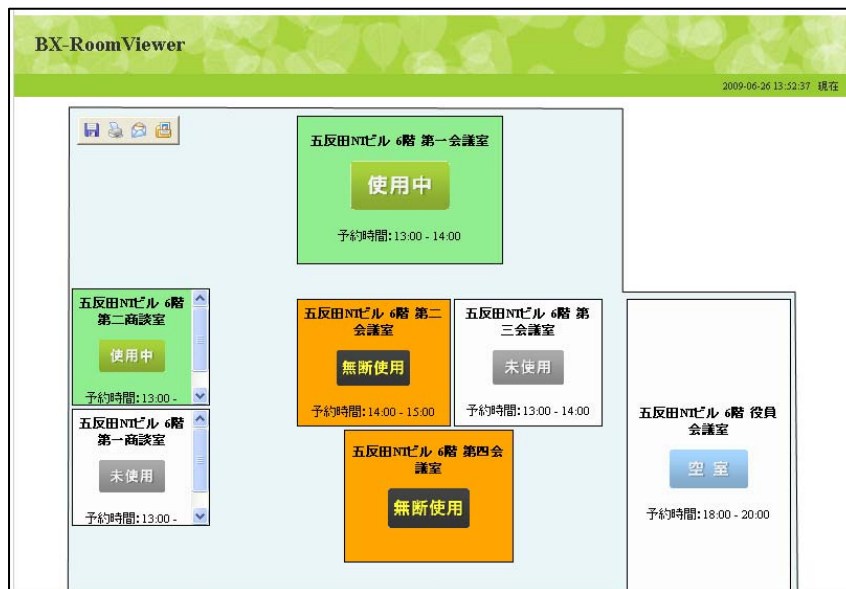 BX-RoomViewer
2009-06-26 13:52:37 現在
五反田NTビル 6階 第一会議室
使用中
予約時間:13:00 - 14:00
五反田NTビル 6階
第二商談室
使用中
予約時間:13:00 -
五反田NTビル 6階
第一商談室
未使用
予約時間:13:00 -
五反田NTビル 6階 第二
会議室
無断使用
予約時間:14:00 - 15:00
五反田NTビル 6階 第
三会議室
未使用
予約時間:13:00 - 14:00
五反田NTビル 6階 第四会
議室
無断使用
五反田NTビル 6階 役員
会議室
空室
予約時間:18:00 - 20:00